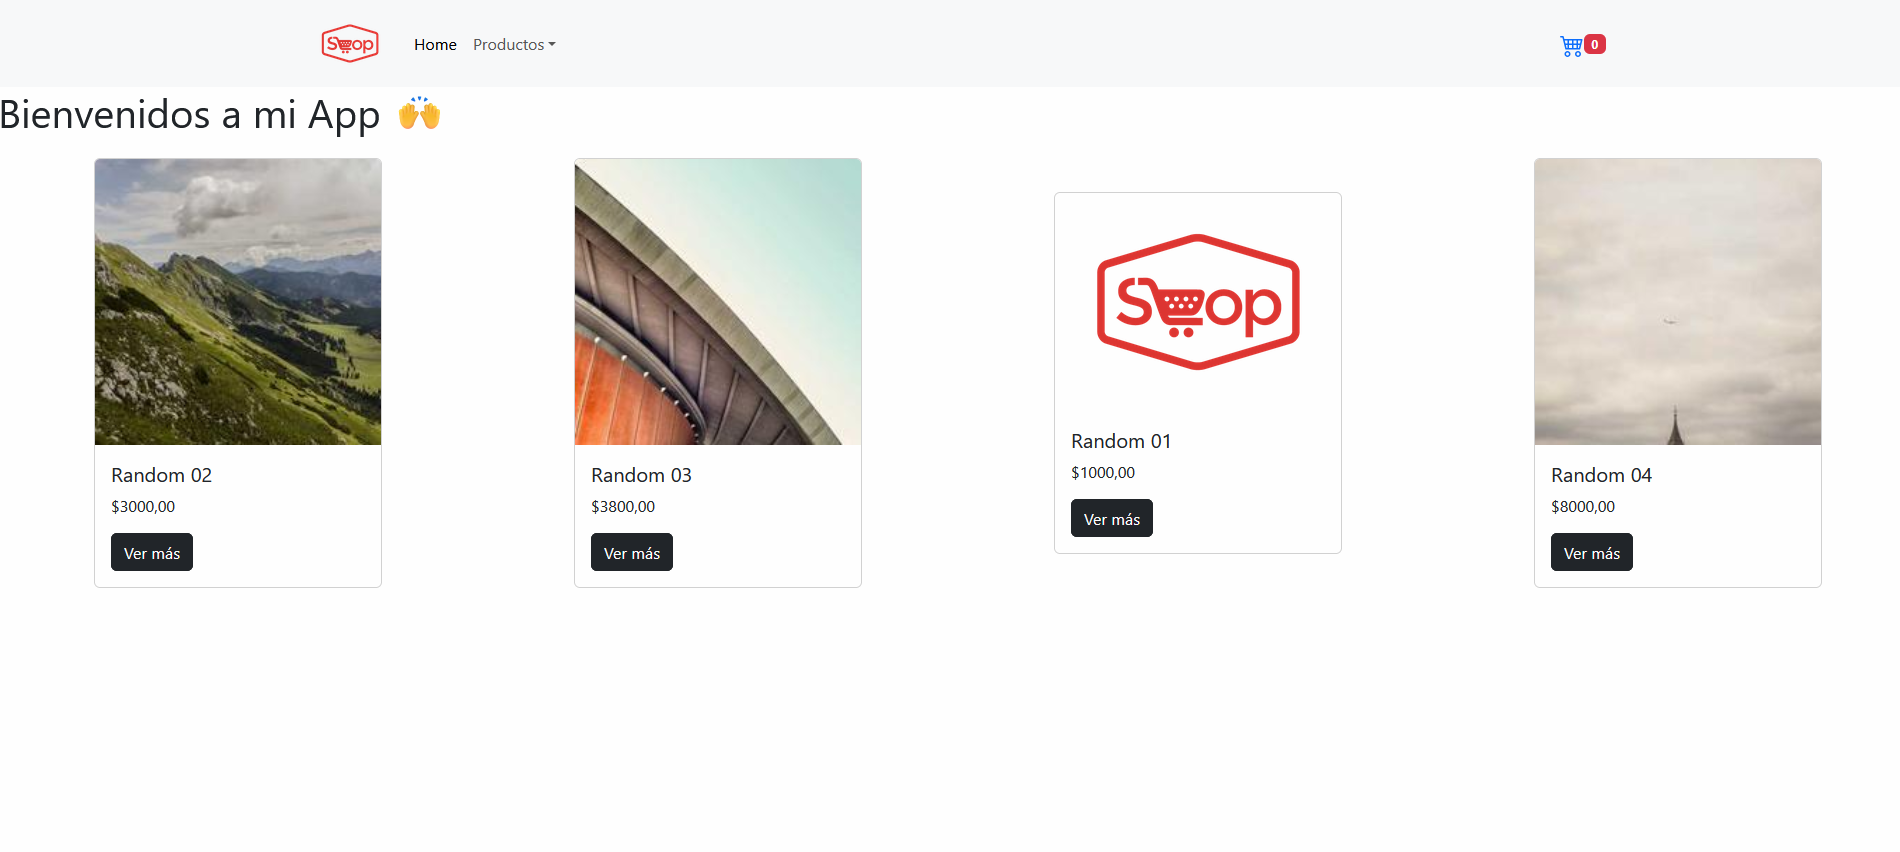 Shop
Home
Productos
0
Bienvenidos a mi App 🙌
Random 02
$3000,00
Ver más
Random 03
$3800,00
Ver más
Shop
Random 01
$1000,00
Ver más
Random 04
$8000,00
Ver más